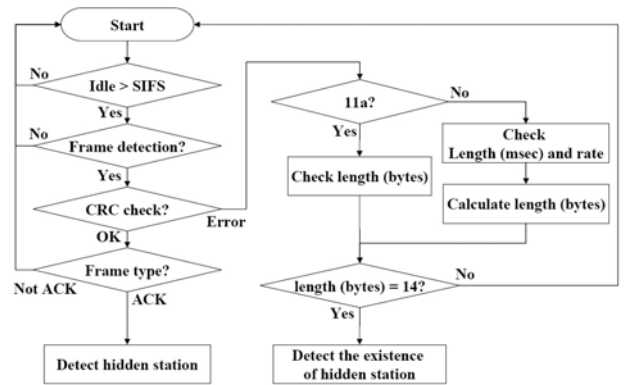 Start
No
Idle > SIFS
Yes
No
Frame detection?
Yes
CRC check?
Error
OK
Frame type?
Not ACK
ACK
Detect hidden station
11a?
No
Yes
Check
Length (msec) and rate
Check length (bytes)
Calculate length (bytes)
length (bytes) = 14?
No
Yes
Detect the existence
of hidden station